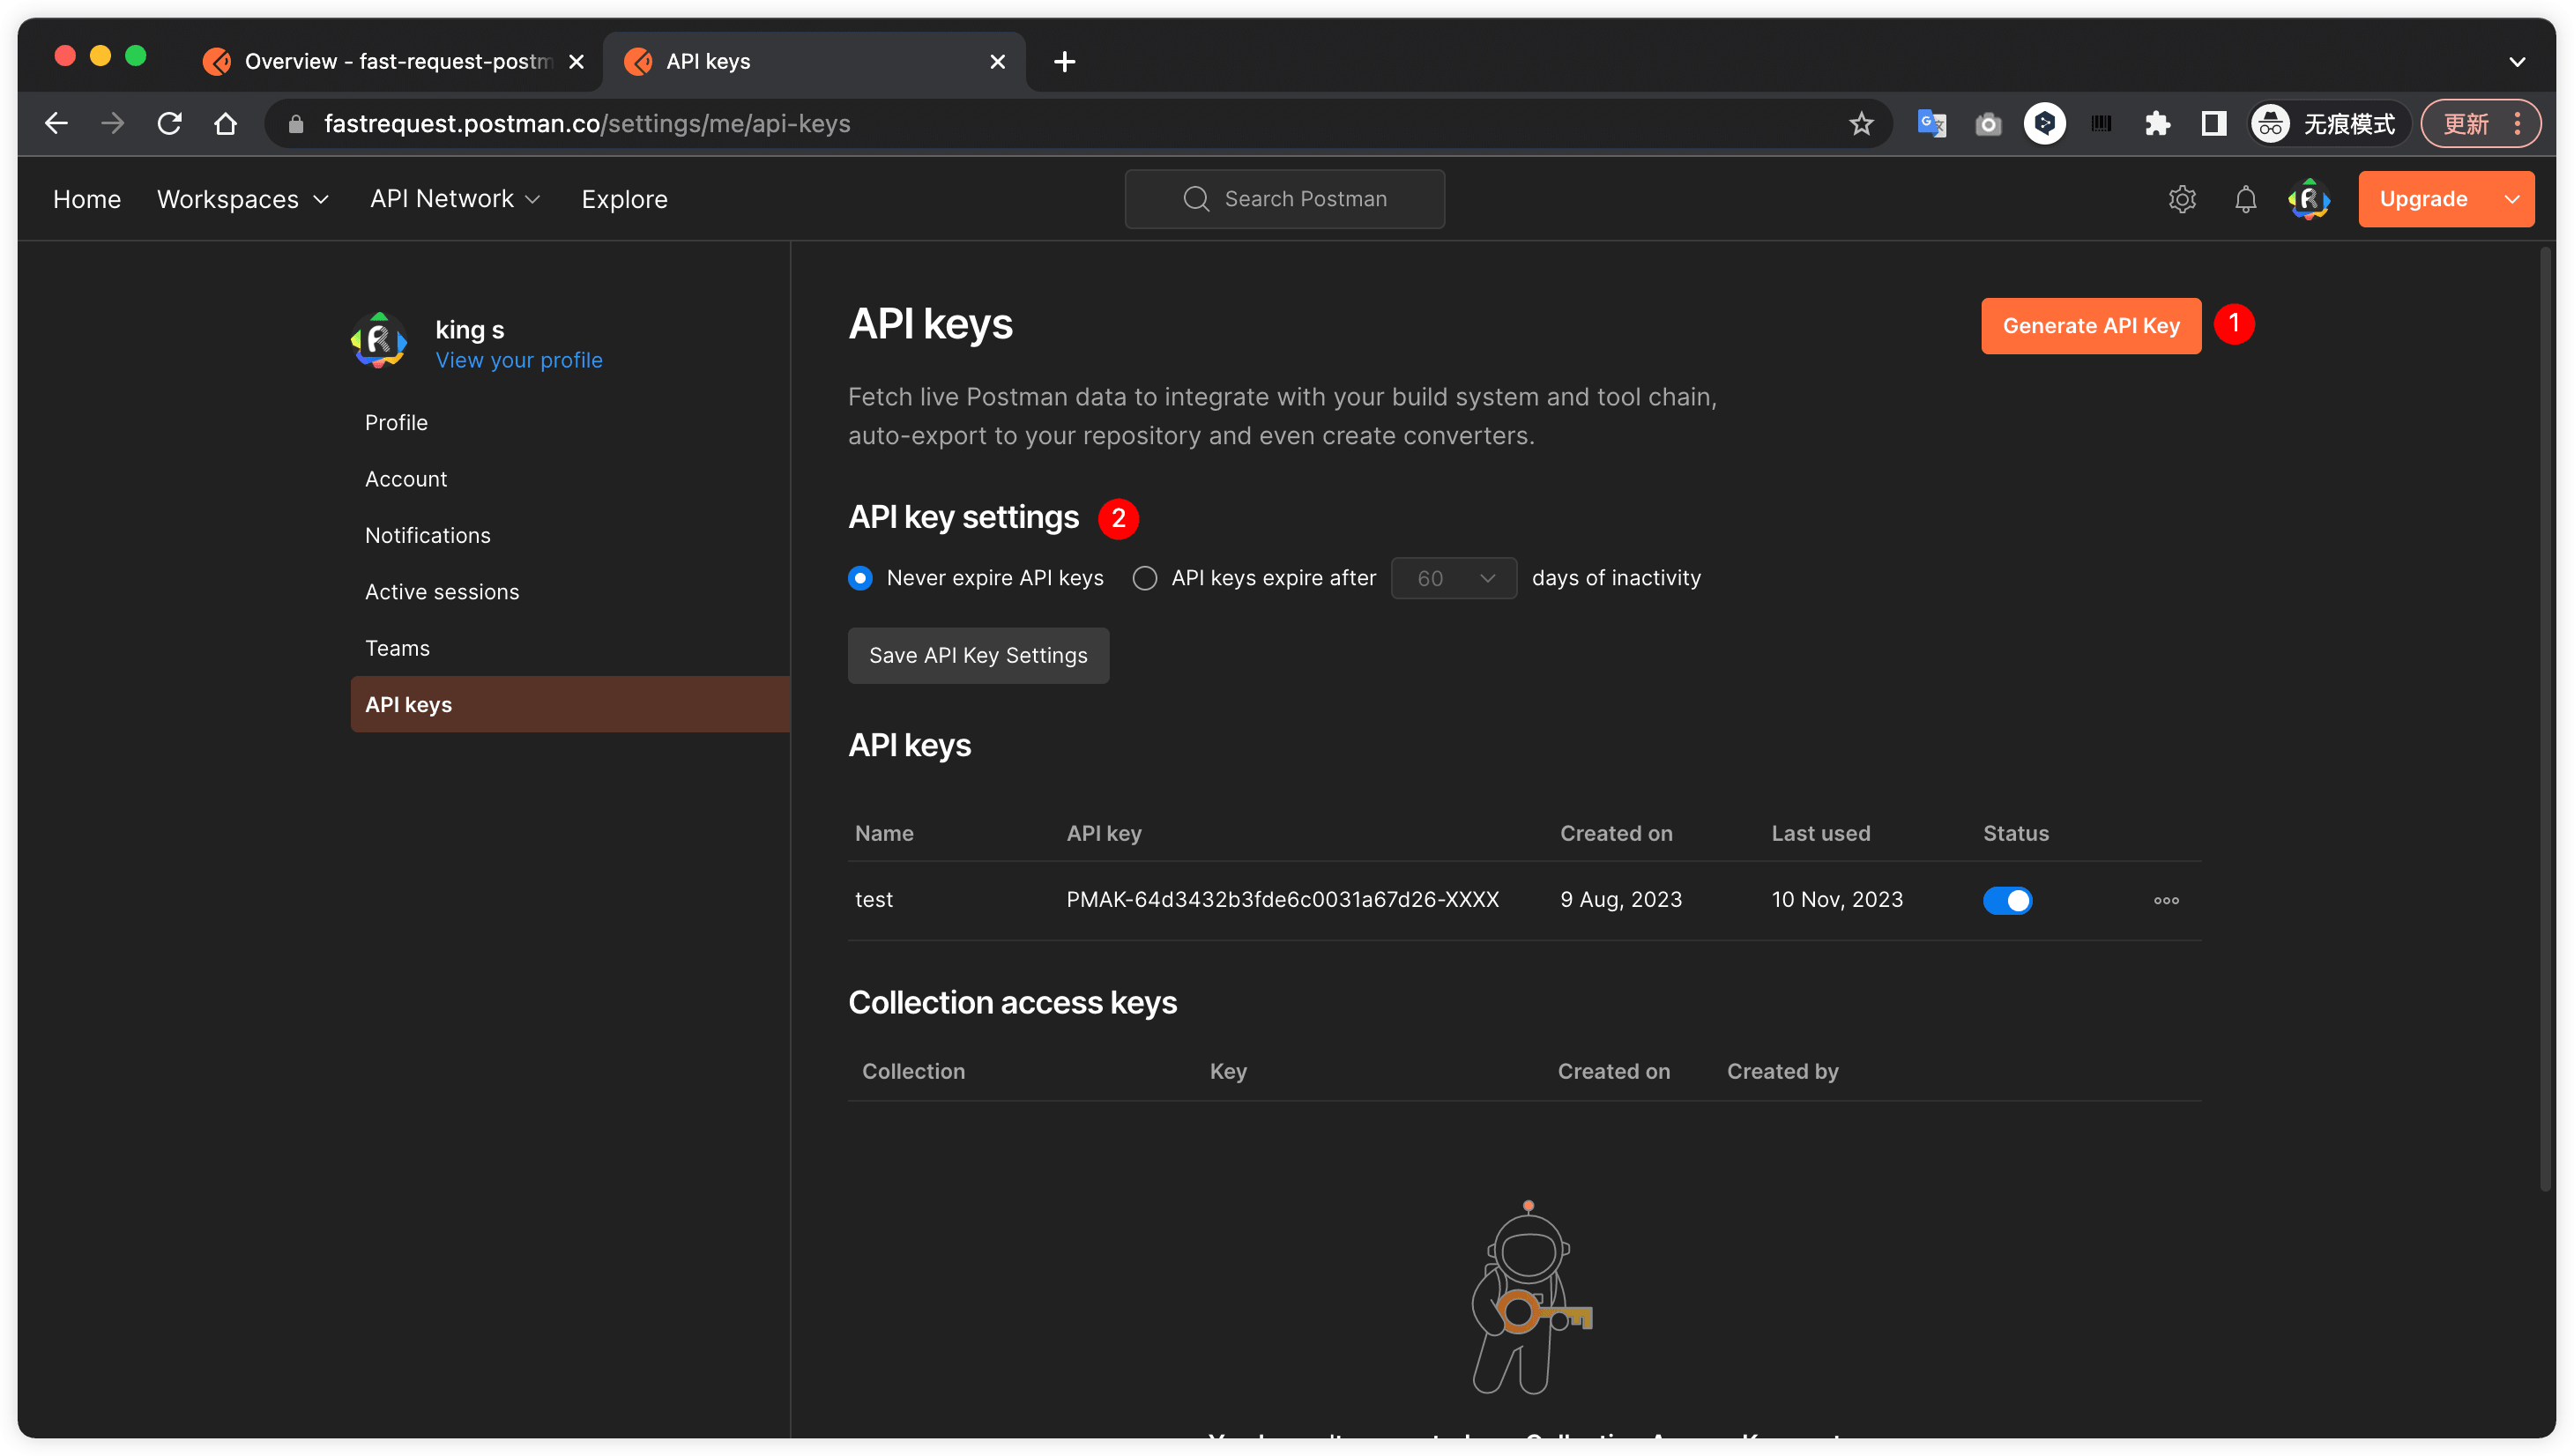 Overview - fast-request-postm
API keys
fastrequest.postman.co/settings/me/api-keys
无痕模式
更新
Home
Workspaces
API Network
Explore
Search Postman
Upgrade
king s
View your profile
Profile
Account
Notifications
Active sessions
Teams
API keys
API keys
Generate API Key
1
Fetch live Postman data to integrate with your build system and tool chain,
auto-export to your repository and even create converters.
API key settings
2
Never expire API keys
API keys expire after
60
days of inactivity
Save API Key Settings
API keys
Name API key Created on Last used Status
test PMAK-64d3432b3fde6c0031a67d26-XXXX 9 Aug, 2023 10 Nov, 2023
Collection access keys
Collection Key Created on Created by